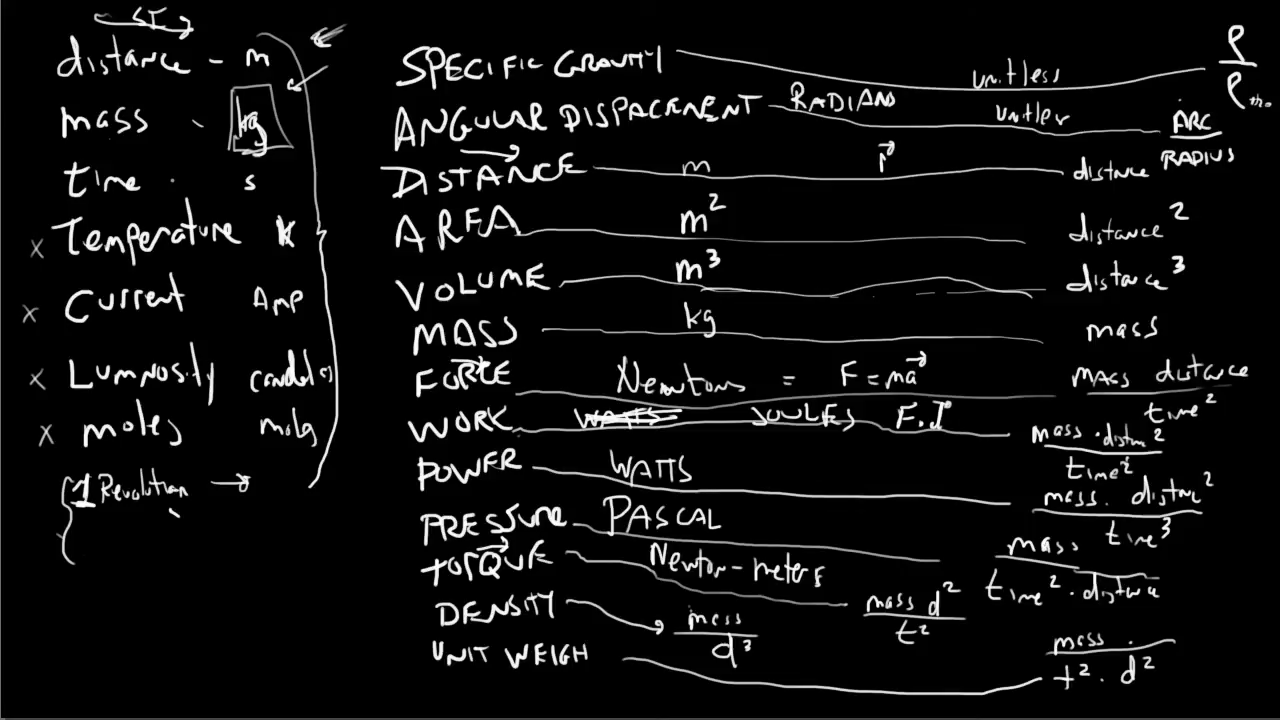 SI
distance - m
mass - kg
time . s
x Temperature K
x Current Amp
x Luminosity candela
x moles mols
1 Revolution →
SPECIFIC GRAVITY unitless ρ / ρ
ANGULAR DISPACEMENT RADIANS unitless ARC / RADIUS
DISTANCE m r distance
AREA m² distance²
VOLUME m³ distance³
MASS kg mass
FORCE Newtons = F = ma MASS distance / time²
WORK WATTS JOULES F. mass · distanc² / time²
POWER WATTS mass · distanc² / time³
PRESSURE PASCAL mass / time² · distance
TORQUE Newton-meters mass d² / t²
DENSITY mass / d³
UNIT WEIGH mass · / t² · d²